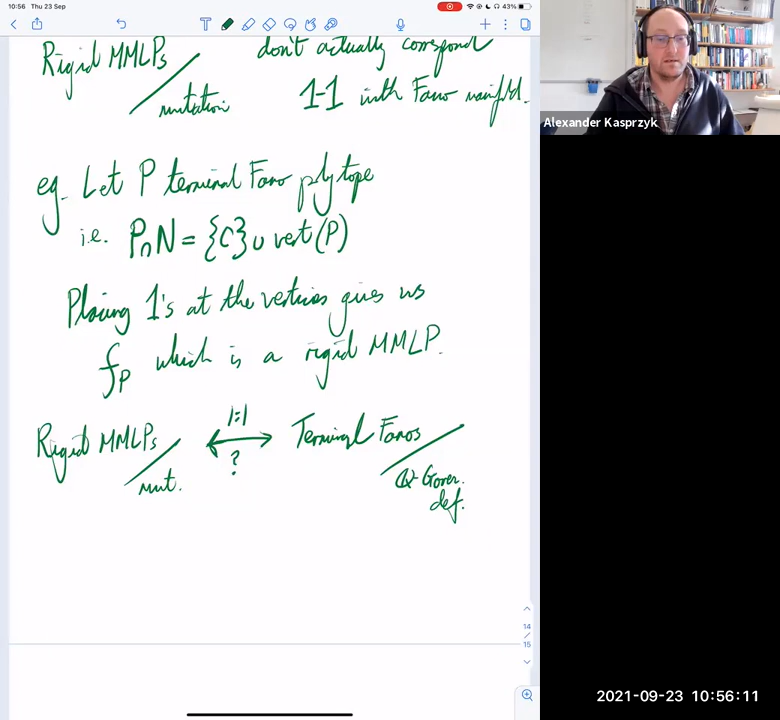 10:56 Thu 23 Sep
43%
Rigid MMLPs / mutation don't actually correspond
1-1 with Fano manifold.
eg. Let P terminal Fano polytope
i.e. P∩N = {0} ∪ vert(P)
Placing 1's at the vertices gives us
f_P which is a rigid MMLP.
Rigid MMLPs / mut. ←1:1 ?→ Terminal Fanos / Q-Goren. def.
14 / 15
Alexander Kasprzyk
2021-09-23 10:56:11